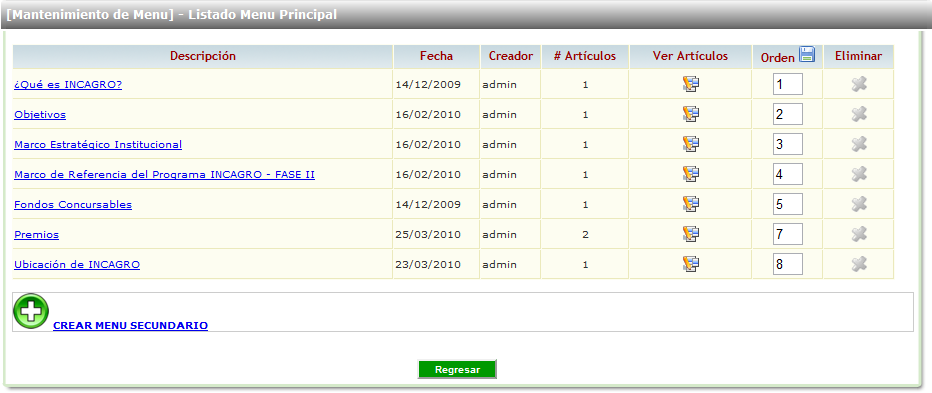 [Mantenimiento de Menu] - Listado Menu Principal
Descripción Fecha Creador # Artículos Ver Artículos Orden Eliminar
¿Qué es INCAGRO? 14/12/2009 admin 1 1
Objetivos 16/02/2010 admin 1 2
Marco Estratégico Institucional 16/02/2010 admin 1 3
Marco de Referencia del Programa INCAGRO - FASE II 16/02/2010 admin 1 4
Fondos Concursables 14/12/2009 admin 1 5
Premios 25/03/2010 admin 2 7
Ubicación de INCAGRO 23/03/2010 admin 1 8
CREAR MENU SECUNDARIO
Regresar